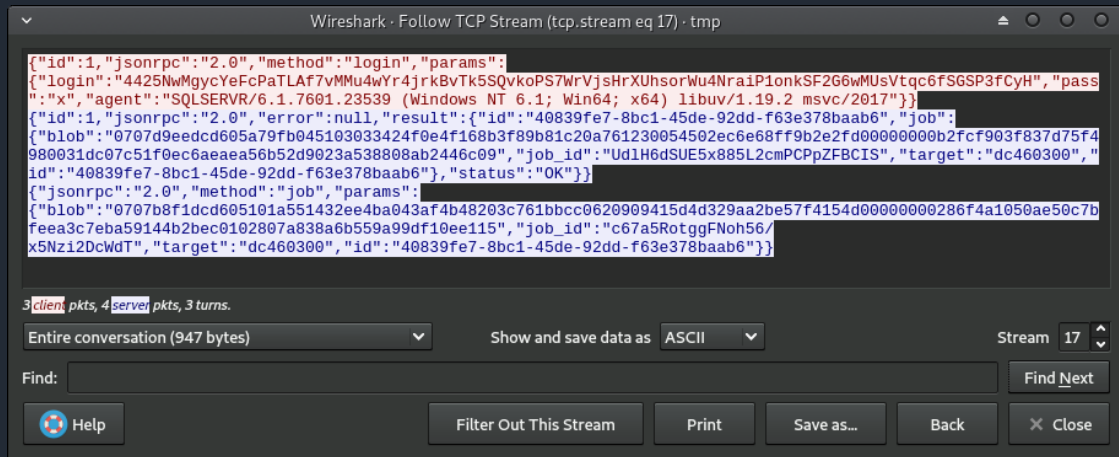 Wireshark · Follow TCP Stream (tcp.stream eq 17) · tmp
{"id":1,"jsonrpc":"2.0","method":"login","params":
{"login":"4425NwMgycYeFcPaTLAf7vMMu4wYr4jrkBvTk5SQvkoPS7WrVjsHrXUhsorWu4NraiP1onkSF2G6wMUsVtqc6fSGSP3fCyH","pass
":"x","agent":"SQLSERVR/6.1.7601.23539 (Windows NT 6.1; Win64; x64) libuv/1.19.2 msvc/2017"}}
{"id":1,"jsonrpc":"2.0","error":null,"result":{"id":"40839fe7-8bc1-45de-92dd-f63e378baab6","job":
{"blob":"0707d9eedcd605a79fb045103033424f0e4f168b3f89b81c20a761230054502ec6e68ff9b2e2fd00000000b2fcf903f837d75f4
980031dc07c51f0ec6aeaea56b52d9023a538808ab2446c09","job_id":"UdlH6dSUE5x885L2cmPCPpZFBCIS","target":"dc460300","
id":"40839fe7-8bc1-45de-92dd-f63e378baab6"},"status":"OK"}}
{"jsonrpc":"2.0","method":"job","params":
{"blob":"0707b8f1dcd605101a551432ee4ba043af4b48203c761bbcc0620909415d4d329aa2be57f4154d00000000286f4a1050ae50c7b
feea3c7eba59144b2bec0102807a838a6b559a99df10ee115","job_id":"c67a5RotggFNoh56/
x5Nzi2DcWdT","target":"dc460300","id":"40839fe7-8bc1-45de-92dd-f63e378baab6"}}
3 client pkts, 4 server pkts, 3 turns.
Entire conversation (947 bytes)
Show and save data as ASCII
Stream 17
Find:
Find Next
Help
Filter Out This Stream
Print
Save as...
Back
Close